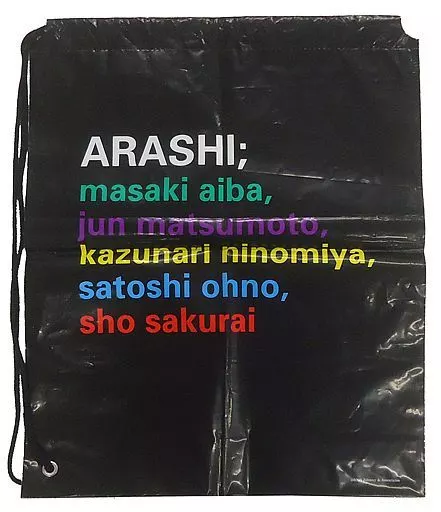 ARASHI;
masaki aiba,
jun matsumoto,
kazunari ninomiya,
satoshi ohno,
sho sakurai